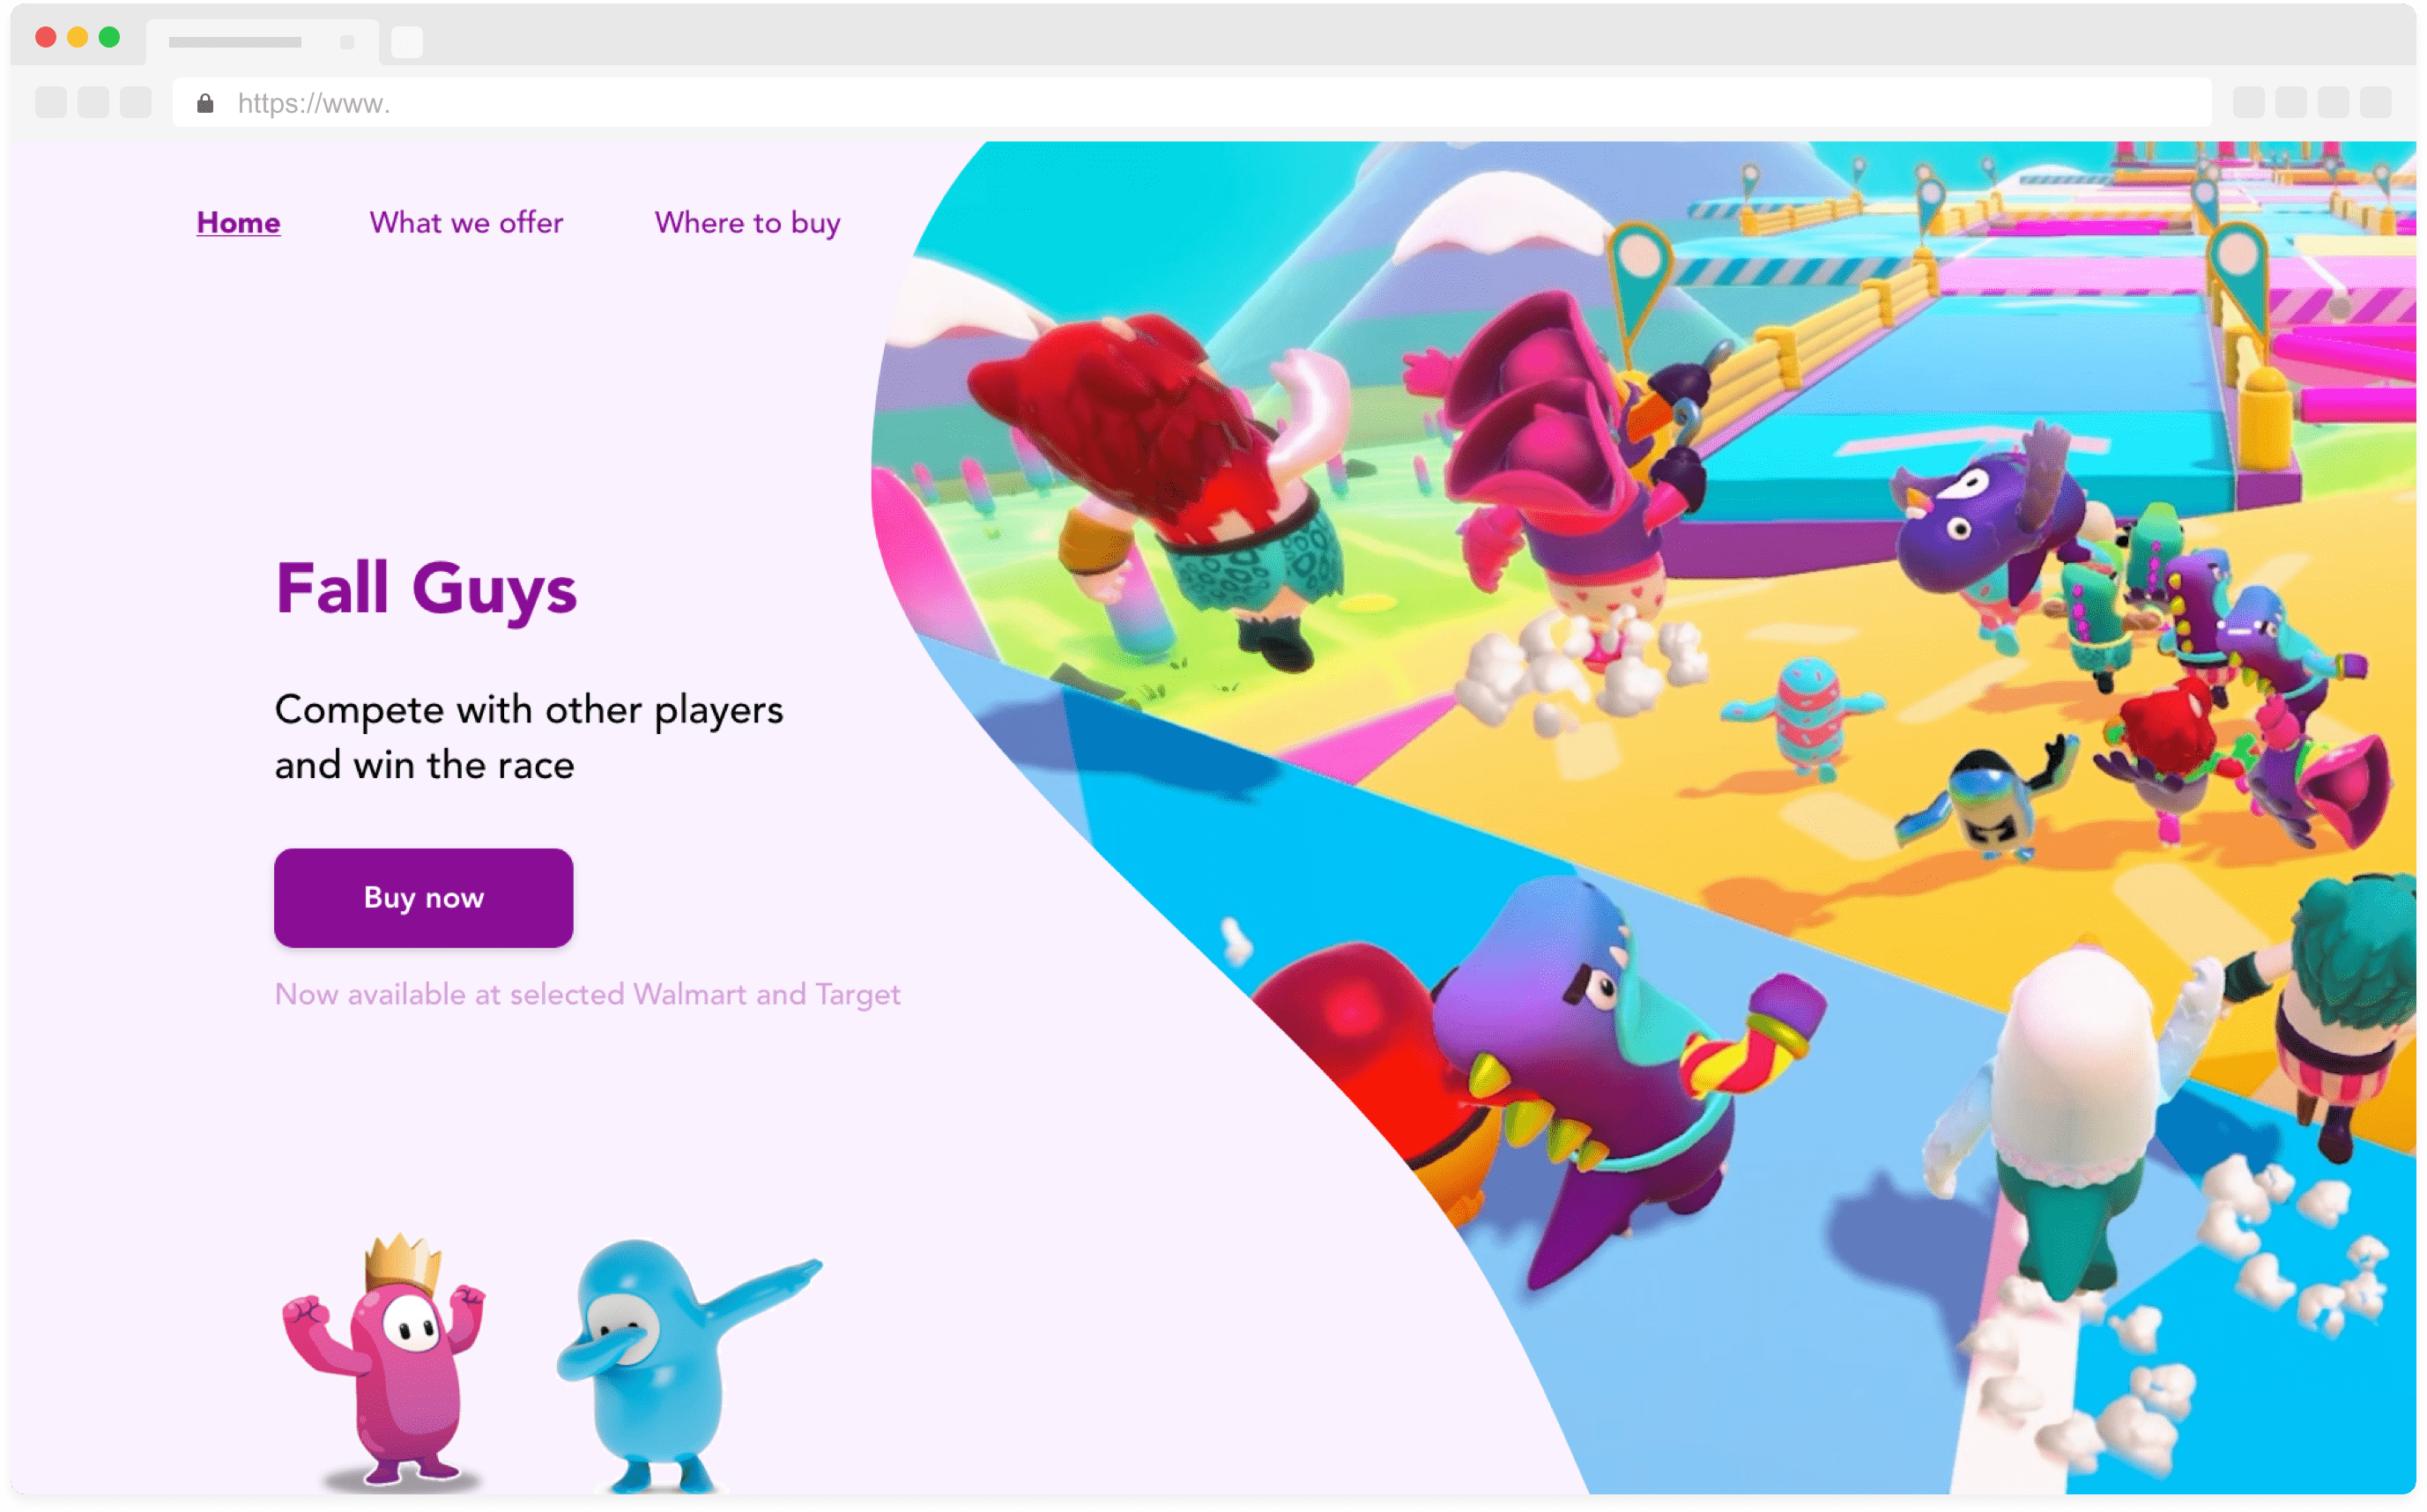 https://www.
Home What we offer Where to buy
Fall Guys
Compete with other players
and win the race
Buy now
Now available at selected Walmart and Target